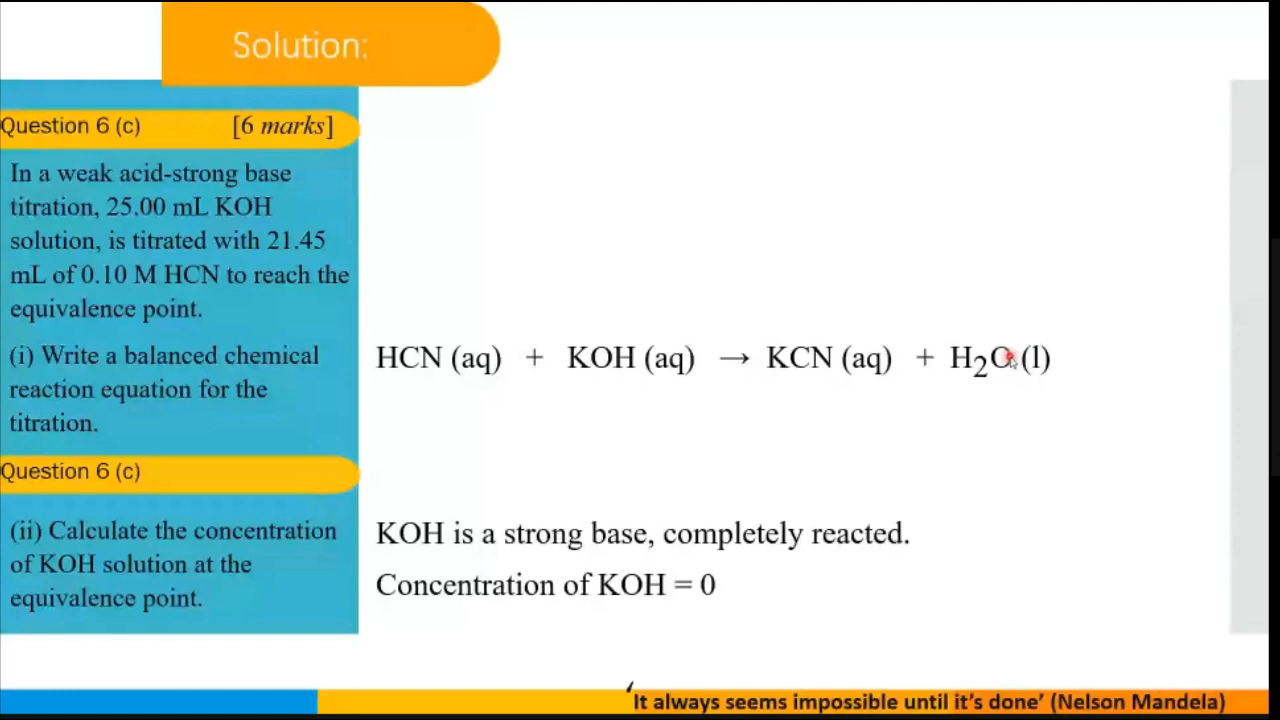 Solution:
Question 6 (c) [6 marks]
In a weak acid-strong base
titration, 25.00 mL KOH
solution, is titrated with 21.45
mL of 0.10 M HCN to reach the
equivalence point.
(i) Write a balanced chemical
reaction equation for the
titration.
HCN (aq) + KOH (aq) → KCN (aq) + H₂O (l)
Question 6 (c)
(ii) Calculate the concentration
of KOH solution at the
equivalence point.
KOH is a strong base, completely reacted.
Concentration of KOH = 0
‘It always seems impossible until it’s done’ (Nelson Mandela)